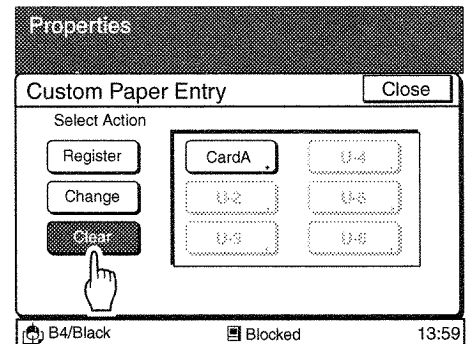 Properties
Custom Paper Entry Close
Select Action
Register CardA U-4
Change U-2 U-5
Clear U-3 U-6
B4/Black Blocked 13:59